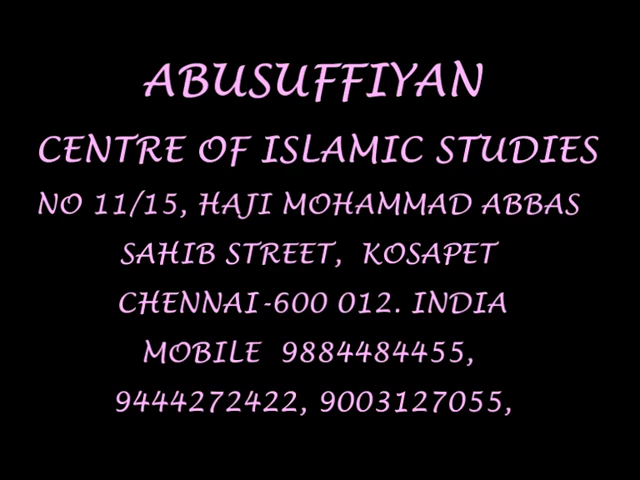 ABUSUFFIYAN
CENTRE OF ISLAMIC STUDIES
NO 11/15, HAJI MOHAMMAD ABBAS
SAHIB STREET, KOSAPET
CHENNAI-600 012. INDIA
MOBILE 9884484455,
9444272422, 9003127055,